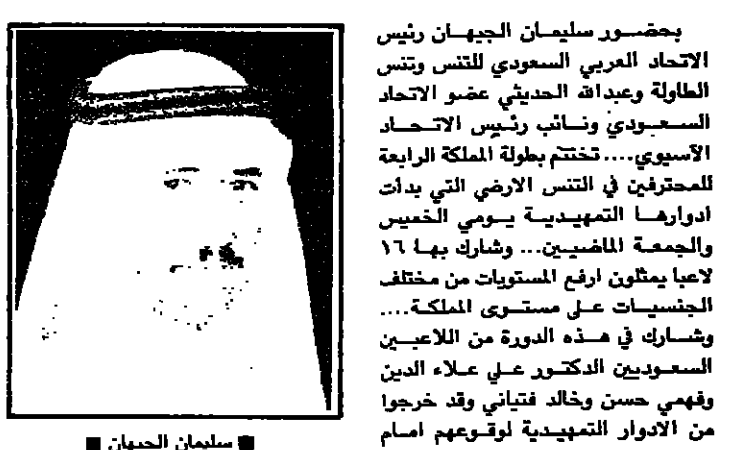 بحضور سليمان الجبهان رئيس
الاتحاد العربي السعودي للتنس وتنس
الطاولة وعبدالله الحديثي عضو الاتحاد
السعودي ونائب رئيس الاتحاد
الآسيوي.... تختتم بطولة المملكة الرابعة
للمحترفين في التنس الارضي التي بدأت
ادوارها التمهيدية يومي الخميس
والجمعة الماضيين... وشارك بها ١٦
لاعبا يمثلون ارفع المستويات من مختلف
الجنسيات على مستوى المملكة....
وشارك في هذه الدورة من اللاعبين
السعوديين الدكتور علي علاء الدين
وفهمي حسن وخالد فتياني وقد خرجوا
من الادوار التمهيدية لوقوعهم امام
■ سليمان الجبهان ■